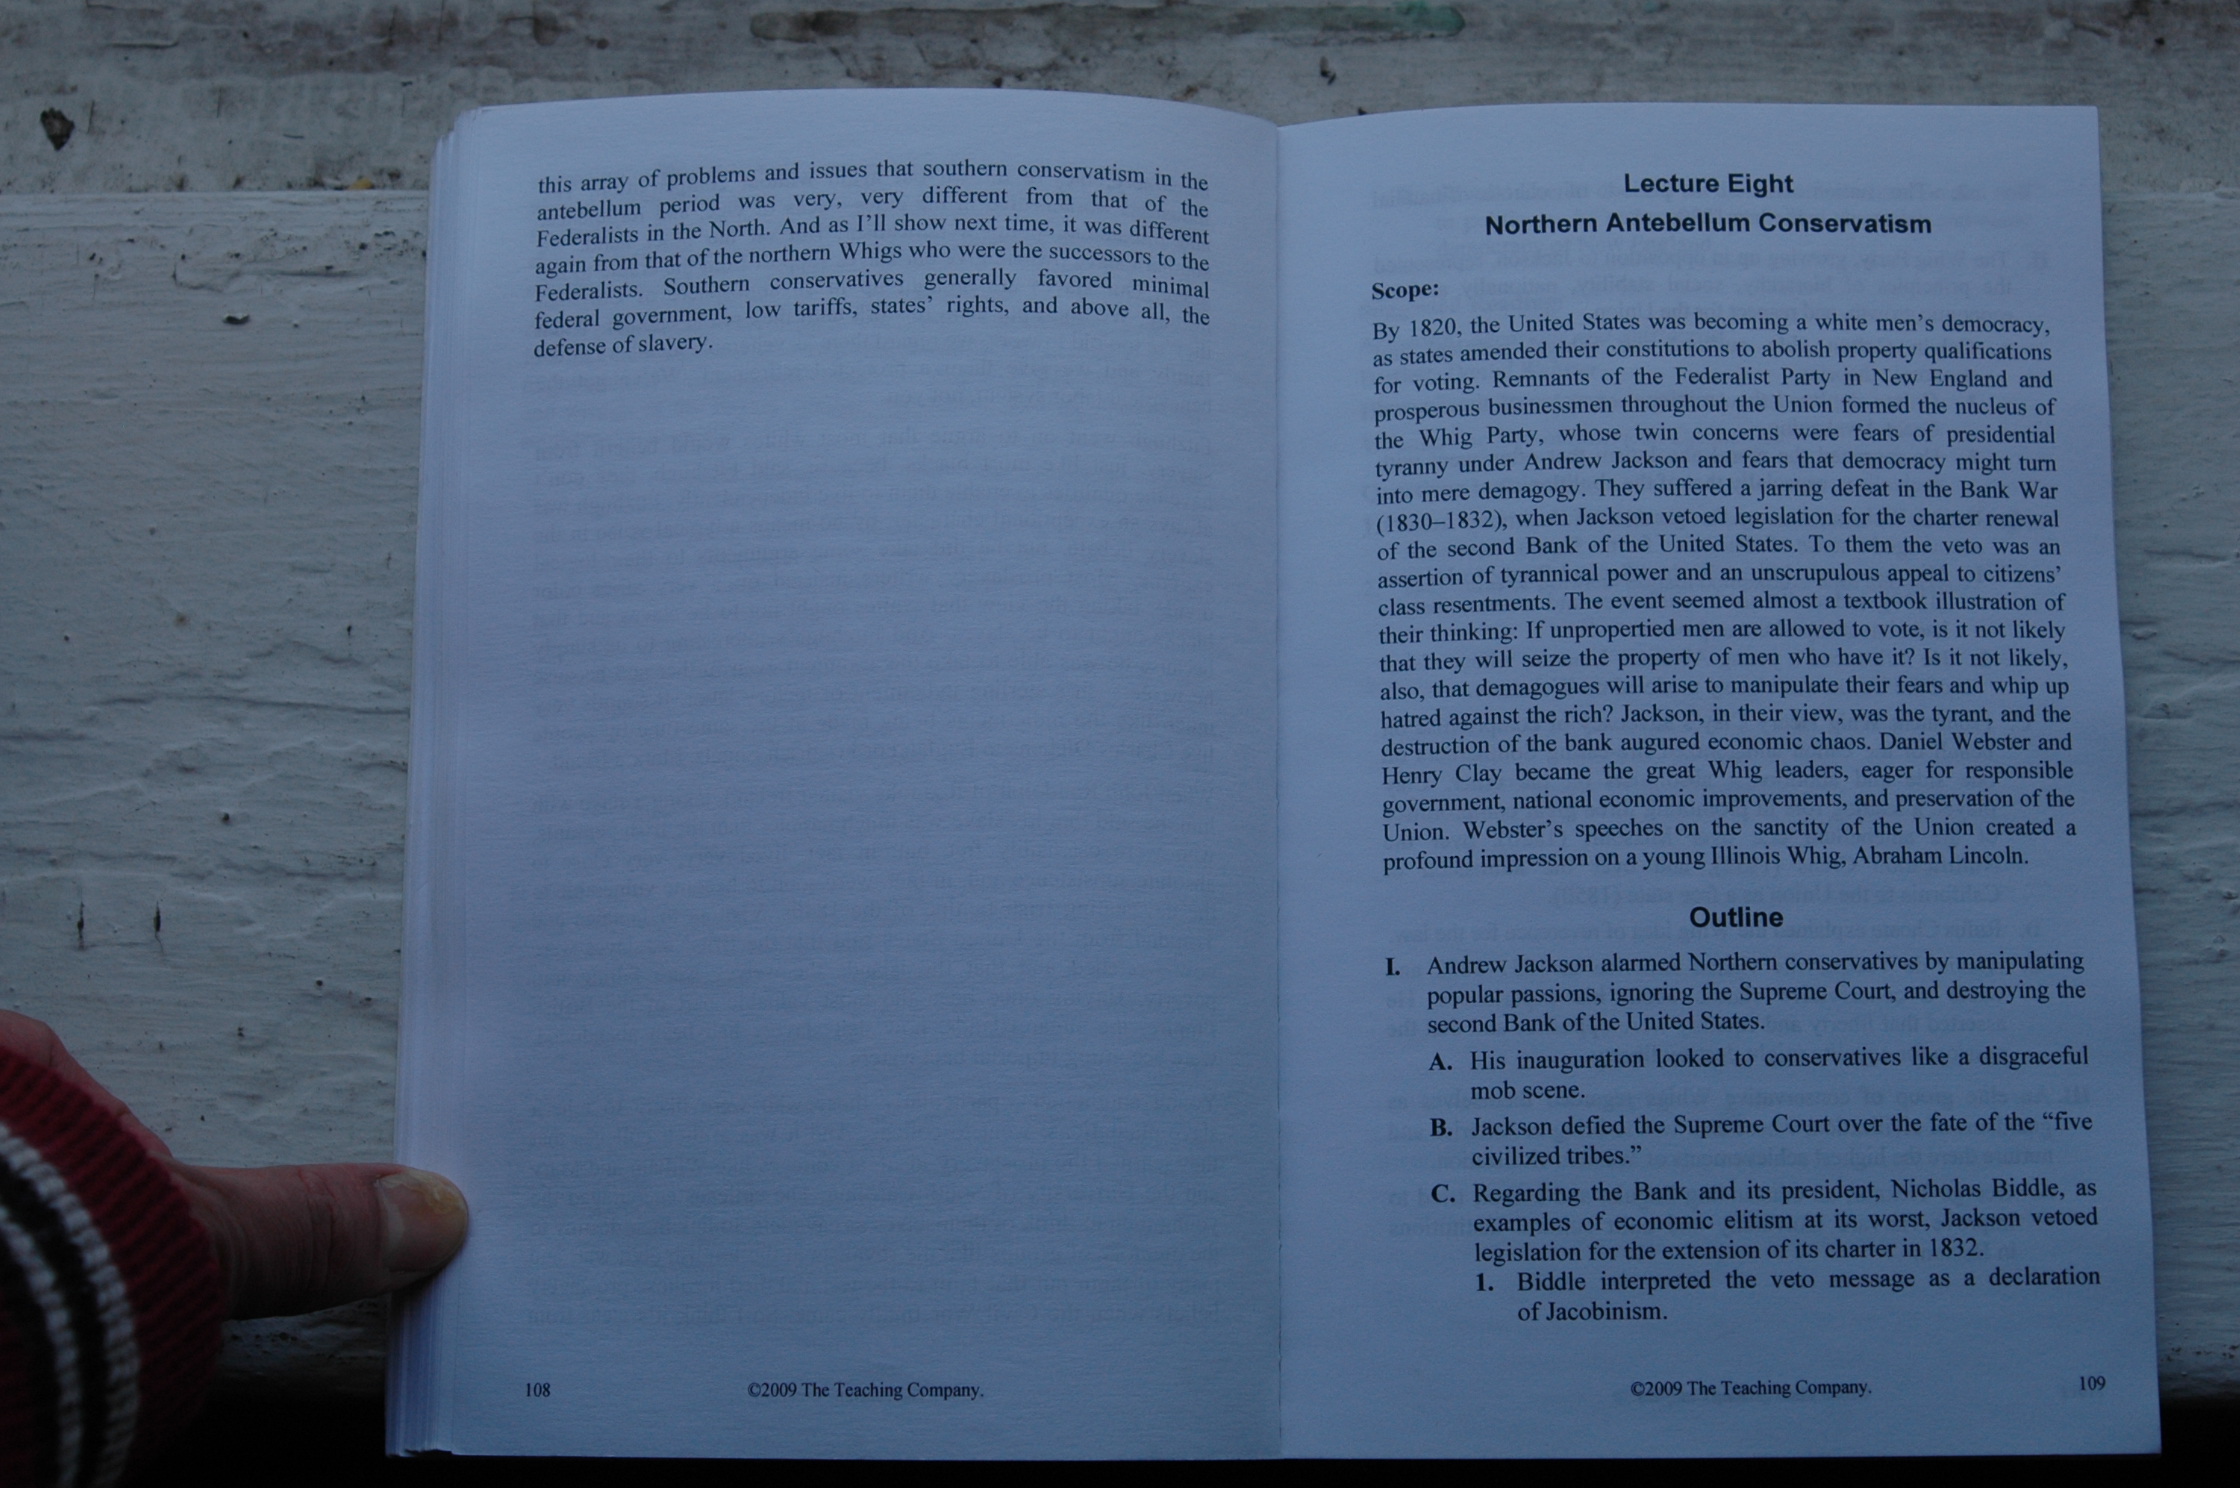 this array of problems and issues that southern conservatism in the
antebellum period was very, very different from that of the
Federalists in the North. And as I’ll show next time, it was different
again from that of the northern Whigs who were the successors to the
Federalists. Southern conservatives generally favored minimal
federal government, low tariffs, states’ rights, and above all, the
defense of slavery.
108
©2009 The Teaching Company.
Lecture Eight
Northern Antebellum Conservatism
Scope:
By 1820, the United States was becoming a white men’s democracy,
as states amended their constitutions to abolish property qualifications
for voting. Remnants of the Federalist Party in New England and
prosperous businessmen throughout the Union formed the nucleus of
the Whig Party, whose twin concerns were fears of presidential
tyranny under Andrew Jackson and fears that democracy might turn
into mere demagogy. They suffered a jarring defeat in the Bank War
(1830–1832), when Jackson vetoed legislation for the charter renewal
of the second Bank of the United States. To them the veto was an
assertion of tyrannical power and an unscrupulous appeal to citizens’
class resentments. The event seemed almost a textbook illustration of
their thinking: If unpropertied men are allowed to vote, is it not likely
that they will seize the property of men who have it? Is it not likely,
also, that demagogues will arise to manipulate their fears and whip up
hatred against the rich? Jackson, in their view, was the tyrant, and the
destruction of the bank augured economic chaos. Daniel Webster and
Henry Clay became the great Whig leaders, eager for responsible
government, national economic improvements, and preservation of the
Union. Webster’s speeches on the sanctity of the Union created a
profound impression on a young Illinois Whig, Abraham Lincoln.
Outline
I. Andrew Jackson alarmed Northern conservatives by manipulating
popular passions, ignoring the Supreme Court, and destroying the
second Bank of the United States.
A. His inauguration looked to conservatives like a disgraceful
mob scene.
B. Jackson defied the Supreme Court over the fate of the “five
civilized tribes.”
C. Regarding the Bank and its president, Nicholas Biddle, as
examples of economic elitism at its worst, Jackson vetoed
legislation for the extension of its charter in 1832.
1. Biddle interpreted the veto message as a declaration
of Jacobinism.
©2009 The Teaching Company.
109